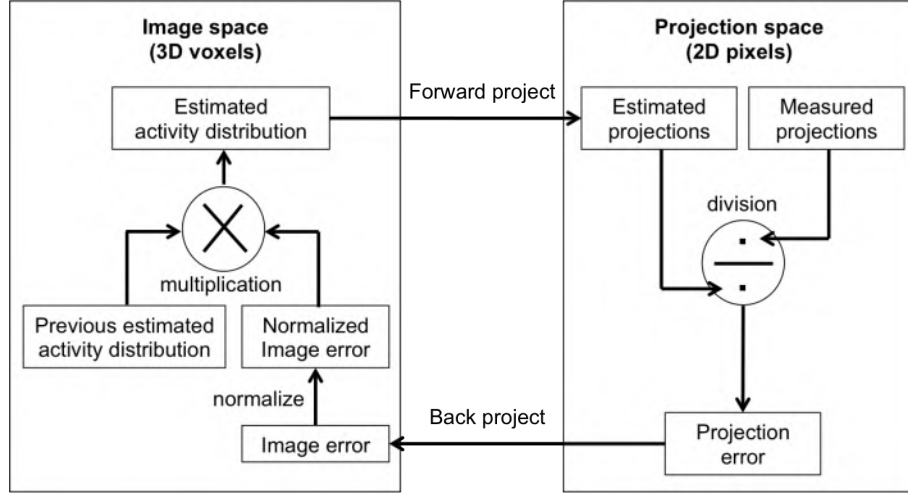 Image space
(3D voxels)
Projection space
(2D pixels)
Estimated
activity distribution
Forward project
Estimated
projections
Measured
projections
division
multiplication
Previous estimated
activity distribution
Normalized
Image error
normalize
Image error
Back project
Projection
error